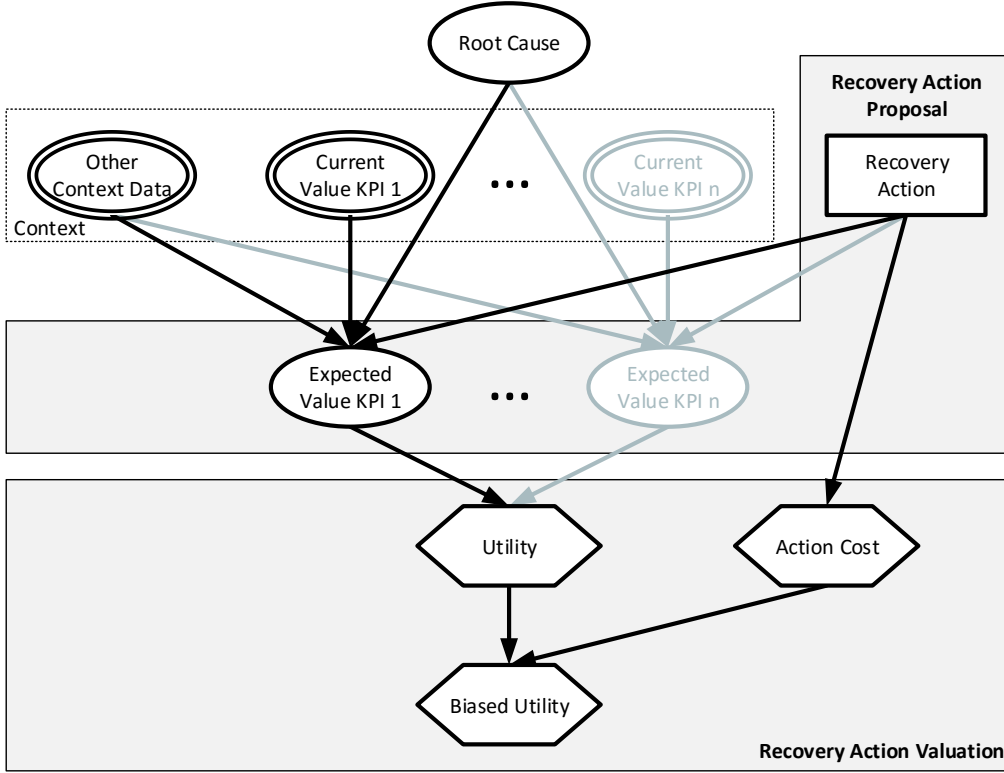 Root Cause
Recovery Action
Proposal
Other
Context Data
Current
Value KPI 1
...
Current
Value KPI n
Recovery
Action
Context
Expected
Value KPI 1
...
Expected
Value KPI n
Utility
Action Cost
Biased Utility
Recovery Action Valuation